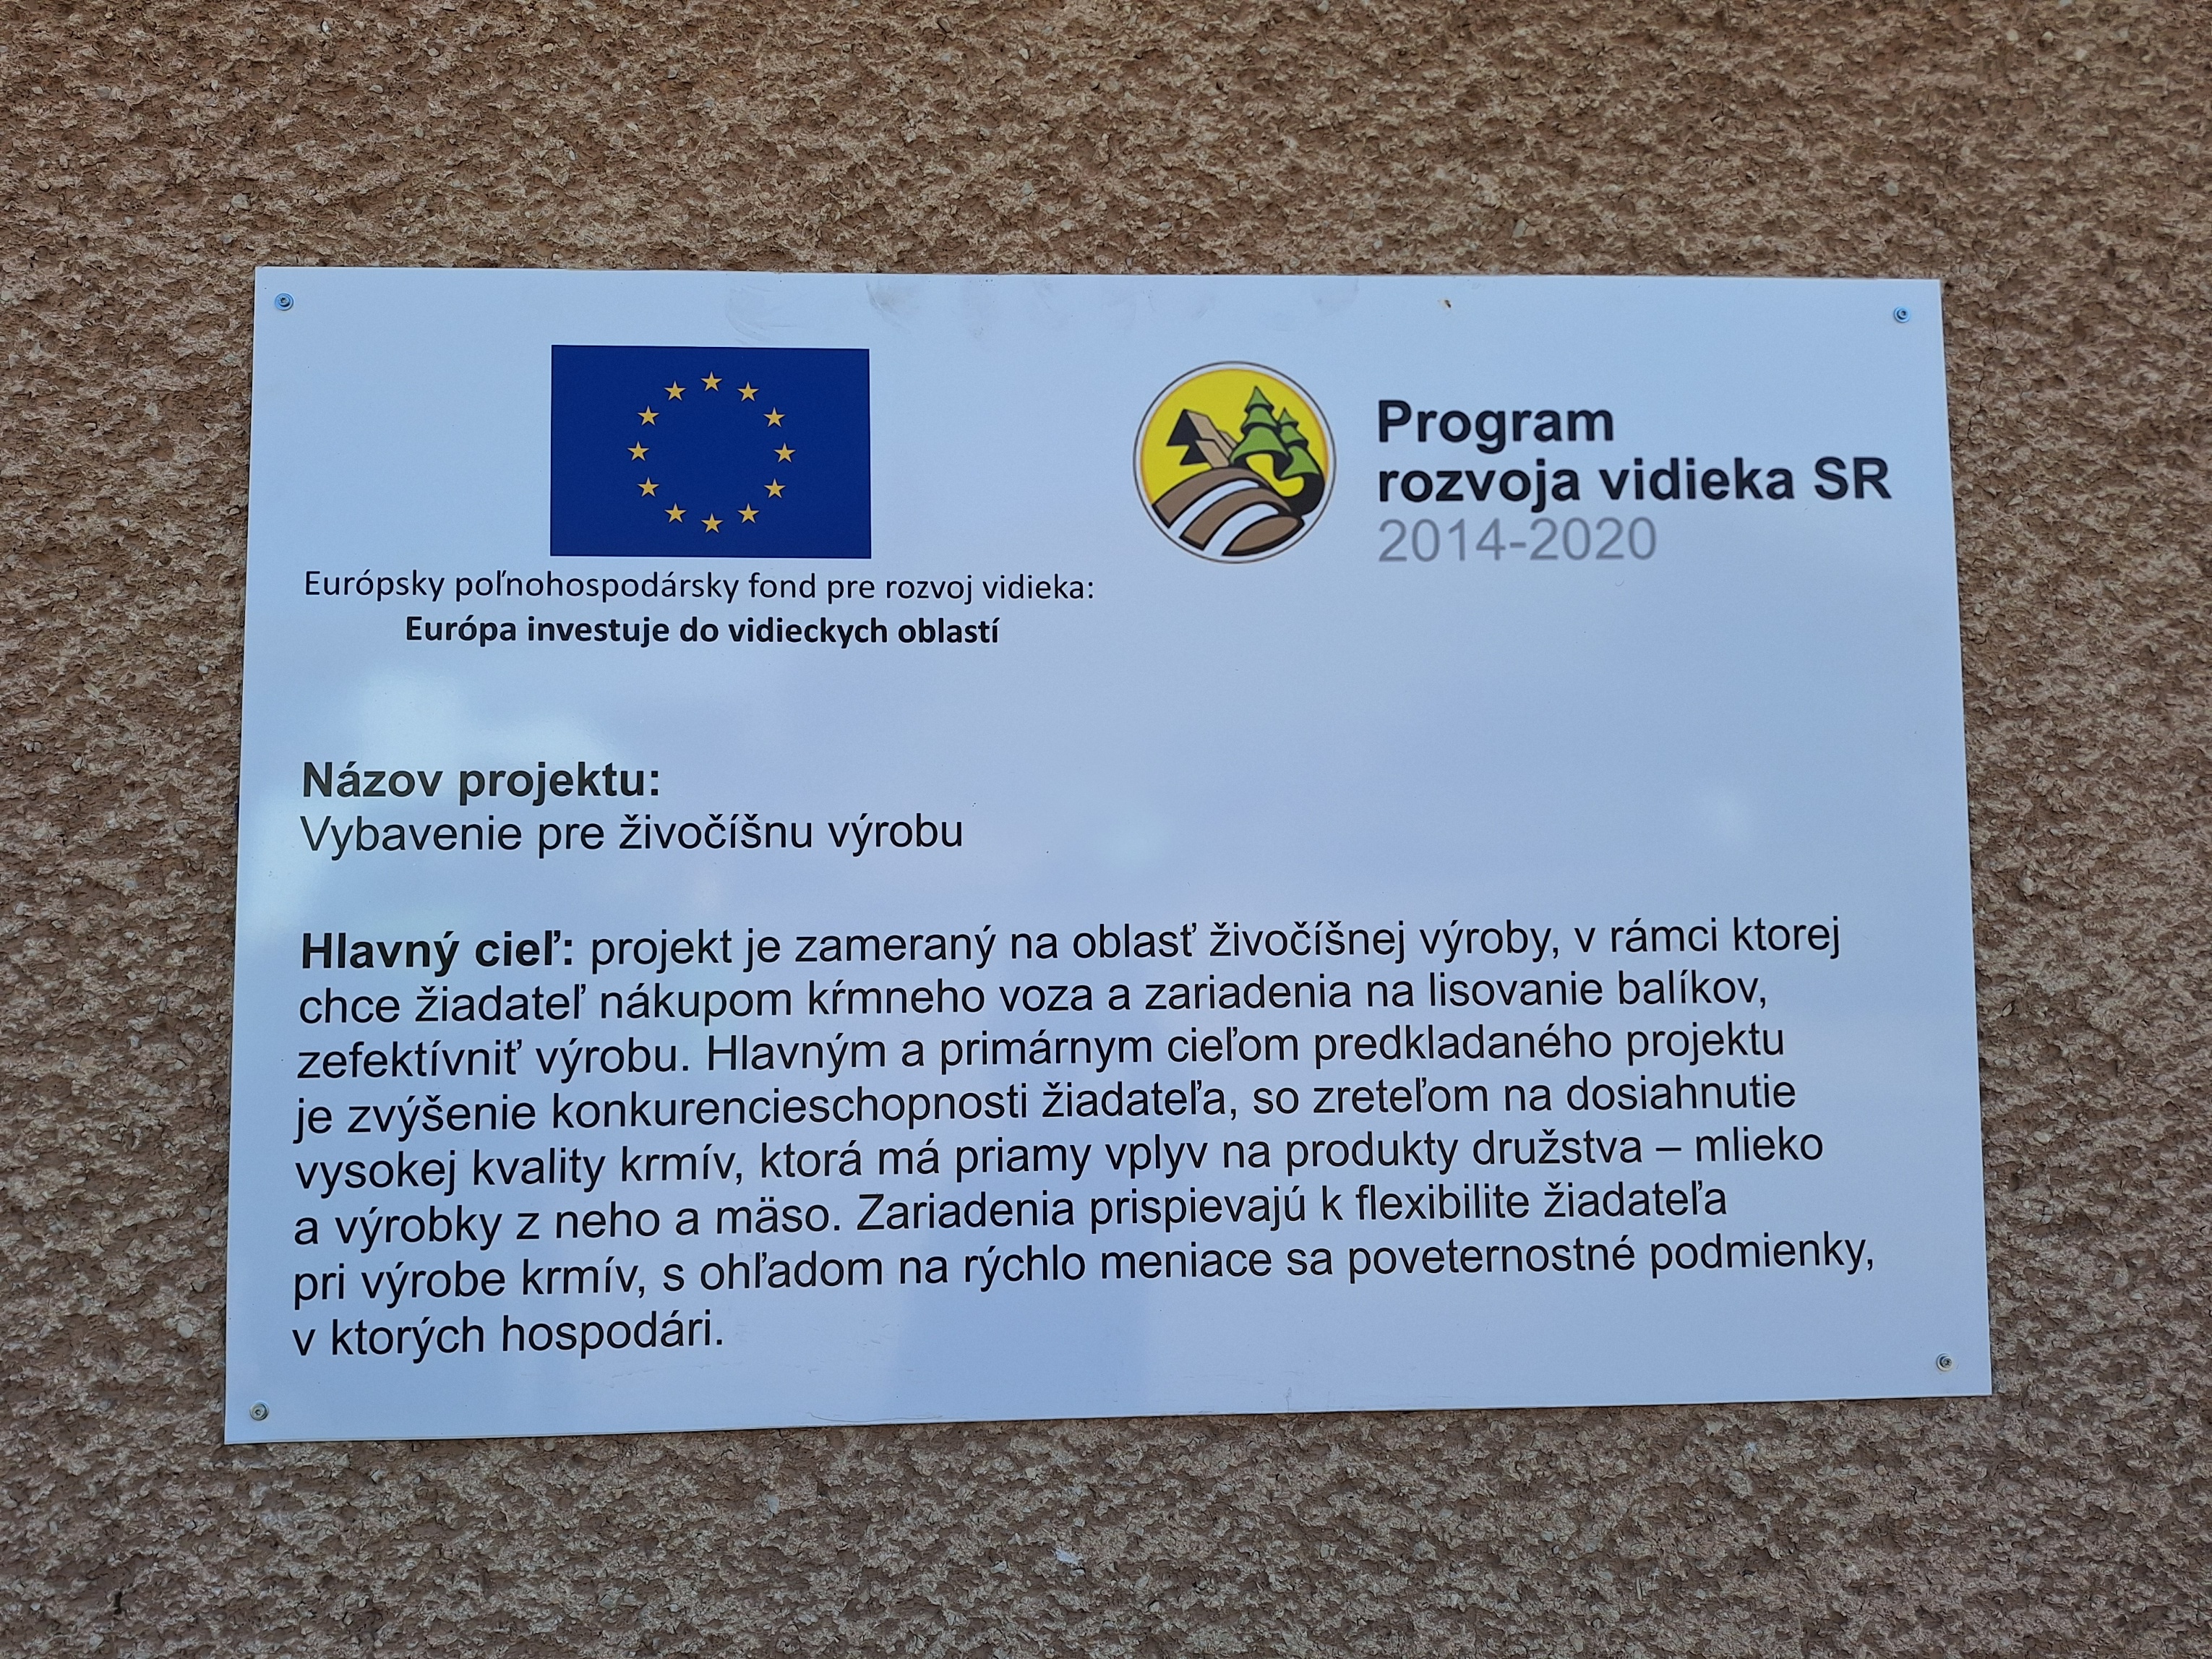 Európsky poľnohospodársky fond pre rozvoj vidieka:
Európa investuje do vidieckych oblastí
Program
rozvoja vidieka SR
2014-2020
Názov projektu:
Vybavenie pre živočíšnu výrobu
Hlavný cieľ: projekt je zameraný na oblasť živočíšnej výroby, v rámci ktorej
chce žiadateľ nákupom kŕmneho voza a zariadenia na lisovanie balíkov,
zefektívniť výrobu. Hlavným a primárnym cieľom predkladaného projektu
je zvýšenie konkurencieschopnosti žiadateľa, so zreteľom na dosiahnutie
vysokej kvality krmív, ktorá má priamy vplyv na produkty družstva – mlieko
a výrobky z neho a mäso. Zariadenia prispievajú k flexibilite žiadateľa
pri výrobe krmív, s ohľadom na rýchlo meniace sa poveternostné podmienky,
v ktorých hospodári.